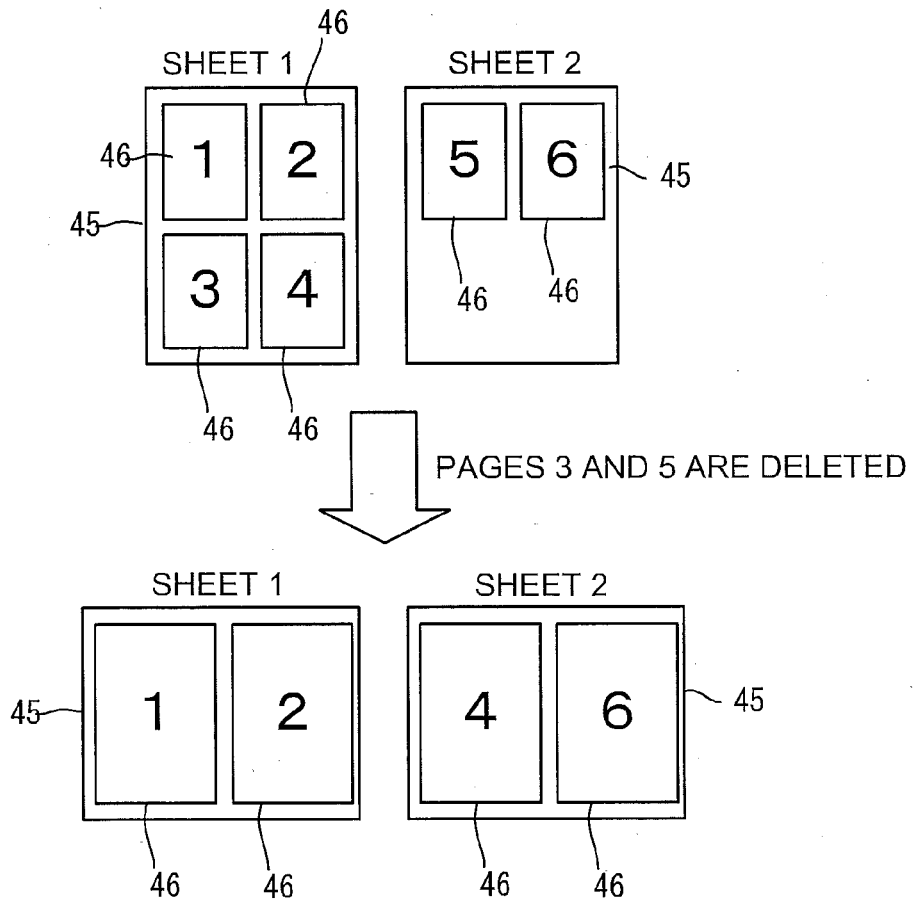 46
SHEET 1 SHEET 2
46 1 2 5 6 45
45
3 4 46 46
46 46
PAGES 3 AND 5 ARE DELETED
SHEET 1 SHEET 2
45 1 2 4 6 45
46 46 46 46